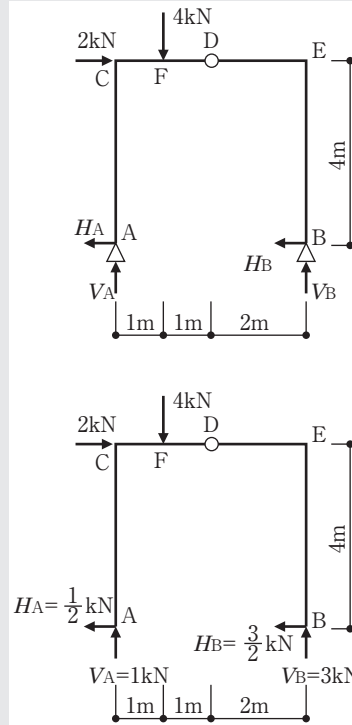 4kN
2kN
D
E
C
F
4m
HA
A
B
HB
VA
VB
1m 1m 2m
4kN
2kN
D
E
C
F
4m
HA= 1/2 kN
A
B
HB= 3/2 kN
VA=1kN
VB=3kN
1m 1m 2m